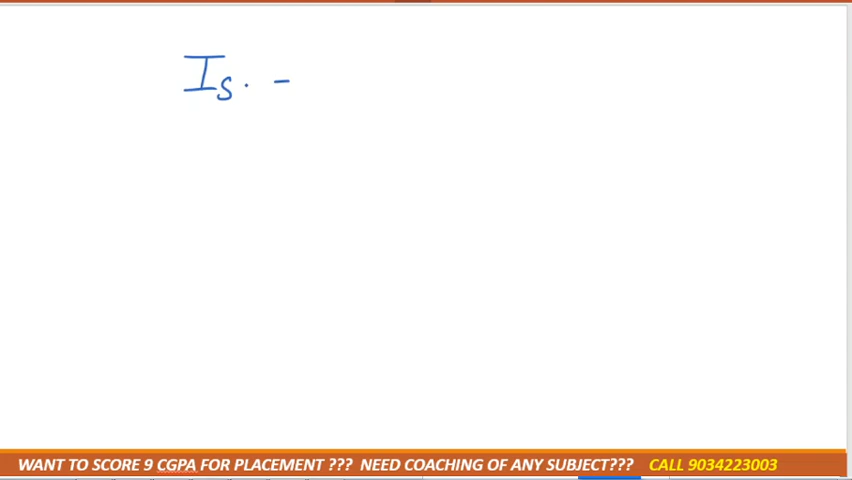 Is. -
WANT TO SCORE 9 CGPA FOR PLACEMENT ??? NEED COACHING OF ANY SUBJECT??? CALL 9034223003